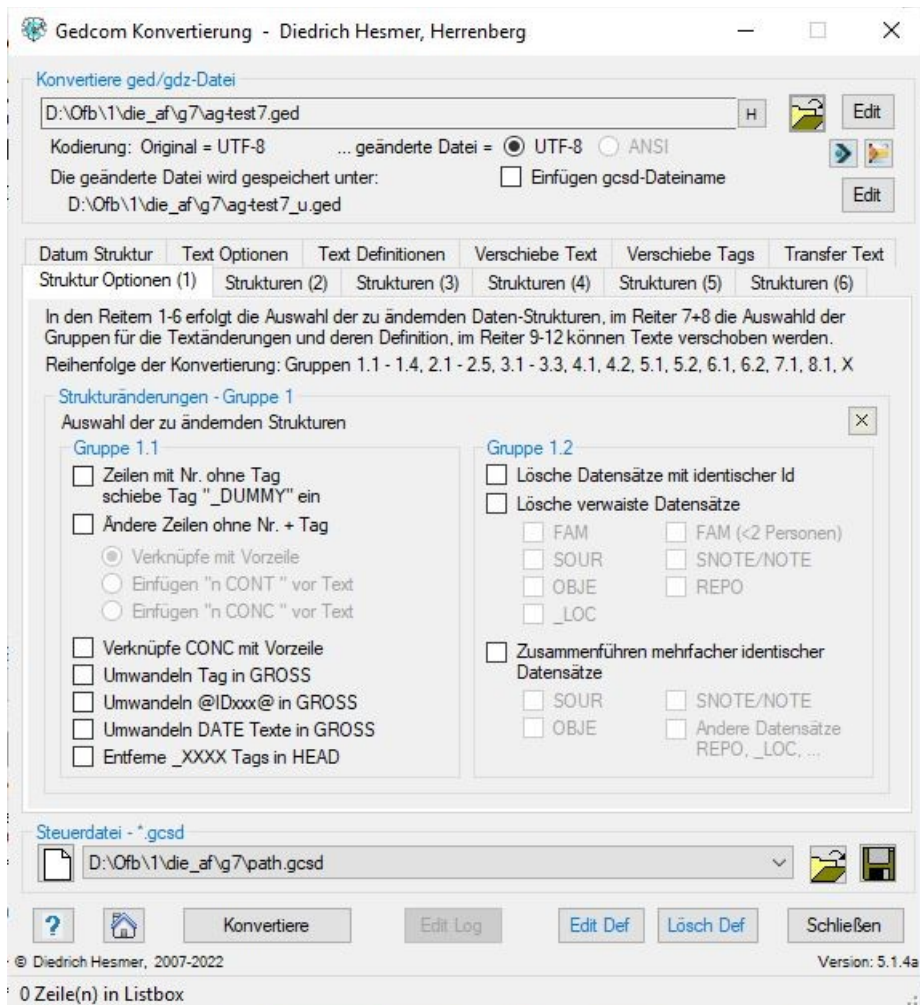 Gedcom Konvertierung - Diedrich Hesmer, Herrenberg
Konvertiere ged/gdz-Datei
D:\Ofb\1\die_af\g7\ag-test7.ged
H
Edit
Kodierung: Original = UTF-8 ... geänderte Datei = UTF-8 ANSI
Die geänderte Datei wird gespeichert unter: Einfügen gcsd-Dateiname
D:\Ofb\1\die_af\g7\ag-test7_u.ged
Edit
Datum Struktur Text Optionen Text Definitionen Verschiebe Text Verschiebe Tags Transfer Text
Struktur Optionen (1) Strukturen (2) Strukturen (3) Strukturen (4) Strukturen (5) Strukturen (6)
In den Reitern 1-6 erfolgt die Auswahl der zu ändernden Daten-Strukturen, im Reiter 7+8 die Auswahld der
Gruppen für die Textänderungen und deren Definition, im Reiter 9-12 können Texte verschoben werden.
Reihenfolge der Konvertierung: Gruppen 1.1 - 1.4, 2.1 - 2.5, 3.1 - 3.3, 4.1, 4.2, 5.1, 5.2, 6.1, 6.2, 7.1, 8.1, X
Strukturänderungen - Gruppe 1
Auswahl der zu ändernden Strukturen
Gruppe 1.1
Zeilen mit Nr. ohne Tag
schiebe Tag "_DUMMY" ein
Ändere Zeilen ohne Nr. + Tag
Verknüpfe mit Vorzeile
Einfügen "n CONT " vor Text
Einfügen "n CONC " vor Text
Verknüpfe CONC mit Vorzeile
Umwandeln Tag in GROSS
Umwandeln @IDxxx@ in GROSS
Umwandeln DATE Texte in GROSS
Entferne _XXXX Tags in HEAD
Gruppe 1.2
Lösche Datensätze mit identischer Id
Lösche verwaiste Datensätze
FAM FAM (<2 Personen)
SOUR SNOTE/NOTE
OBJE REPO
_LOC
Zusammenführen mehrfacher identischer
Datensätze
SOUR SNOTE/NOTE
OBJE Andere Datensätze
REPO, _LOC, ...
Steuerdatei - *.gcsd
D:\Ofb\1\die_af\g7\path.gcsd
? Konvertiere Edit Log Edit Def Lösch Def Schließen
© Diedrich Hesmer, 2007-2022 Version: 5.1.4a
0 Zeile(n) in Listbox